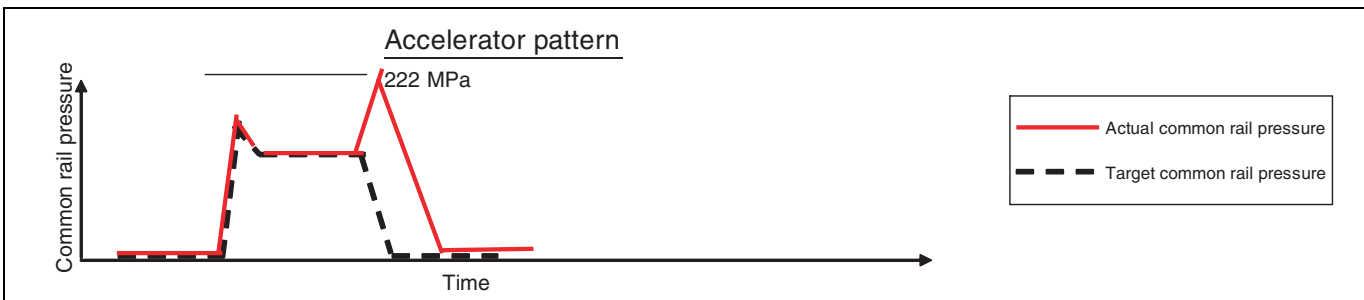 Accelerator pattern
222 MPa
Common rail pressure
Time
Actual common rail pressure
Target common rail pressure